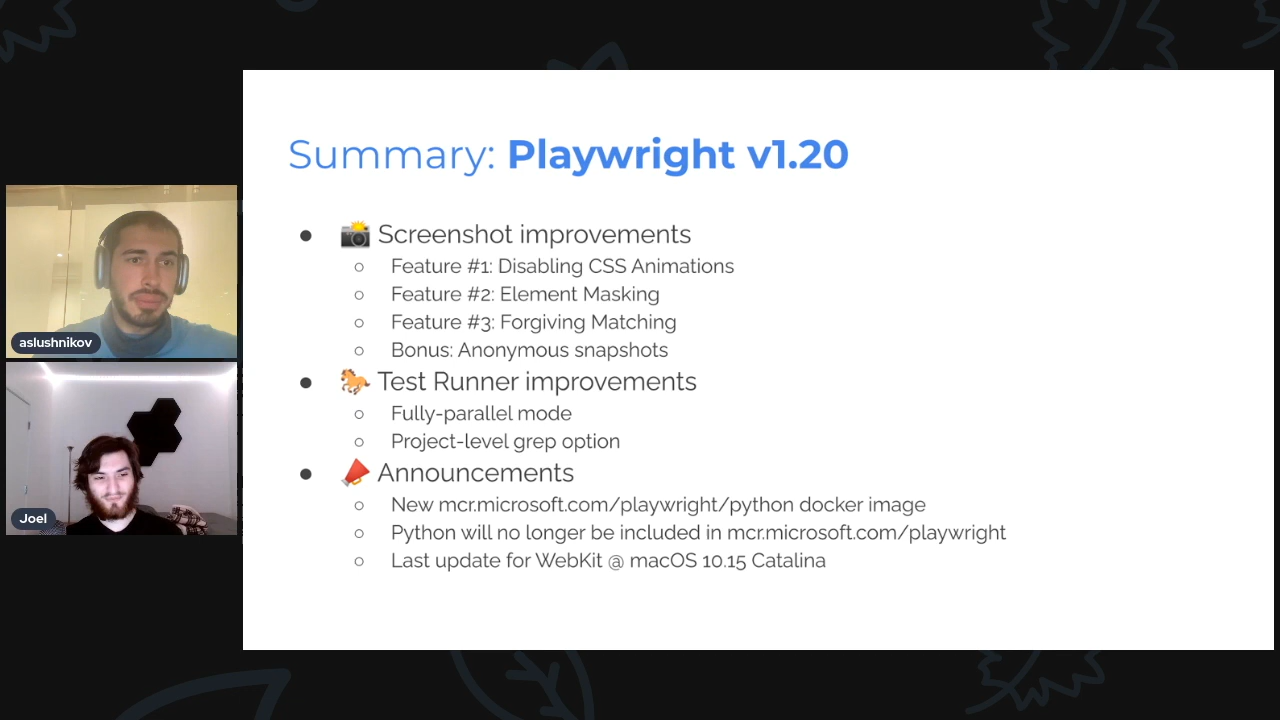 Summary: Playwright v1.20
📸 Screenshot improvements
Feature #1: Disabling CSS Animations
Feature #2: Element Masking
Feature #3: Forgiving Matching
Bonus: Anonymous snapshots
🐎 Test Runner improvements
Fully-parallel mode
Project-level grep option
📣 Announcements
New mcr.microsoft.com/playwright/python docker image
Python will no longer be included in mcr.microsoft.com/playwright
Last update for WebKit @ macOS 10.15 Catalina
aslushnikov
Joel